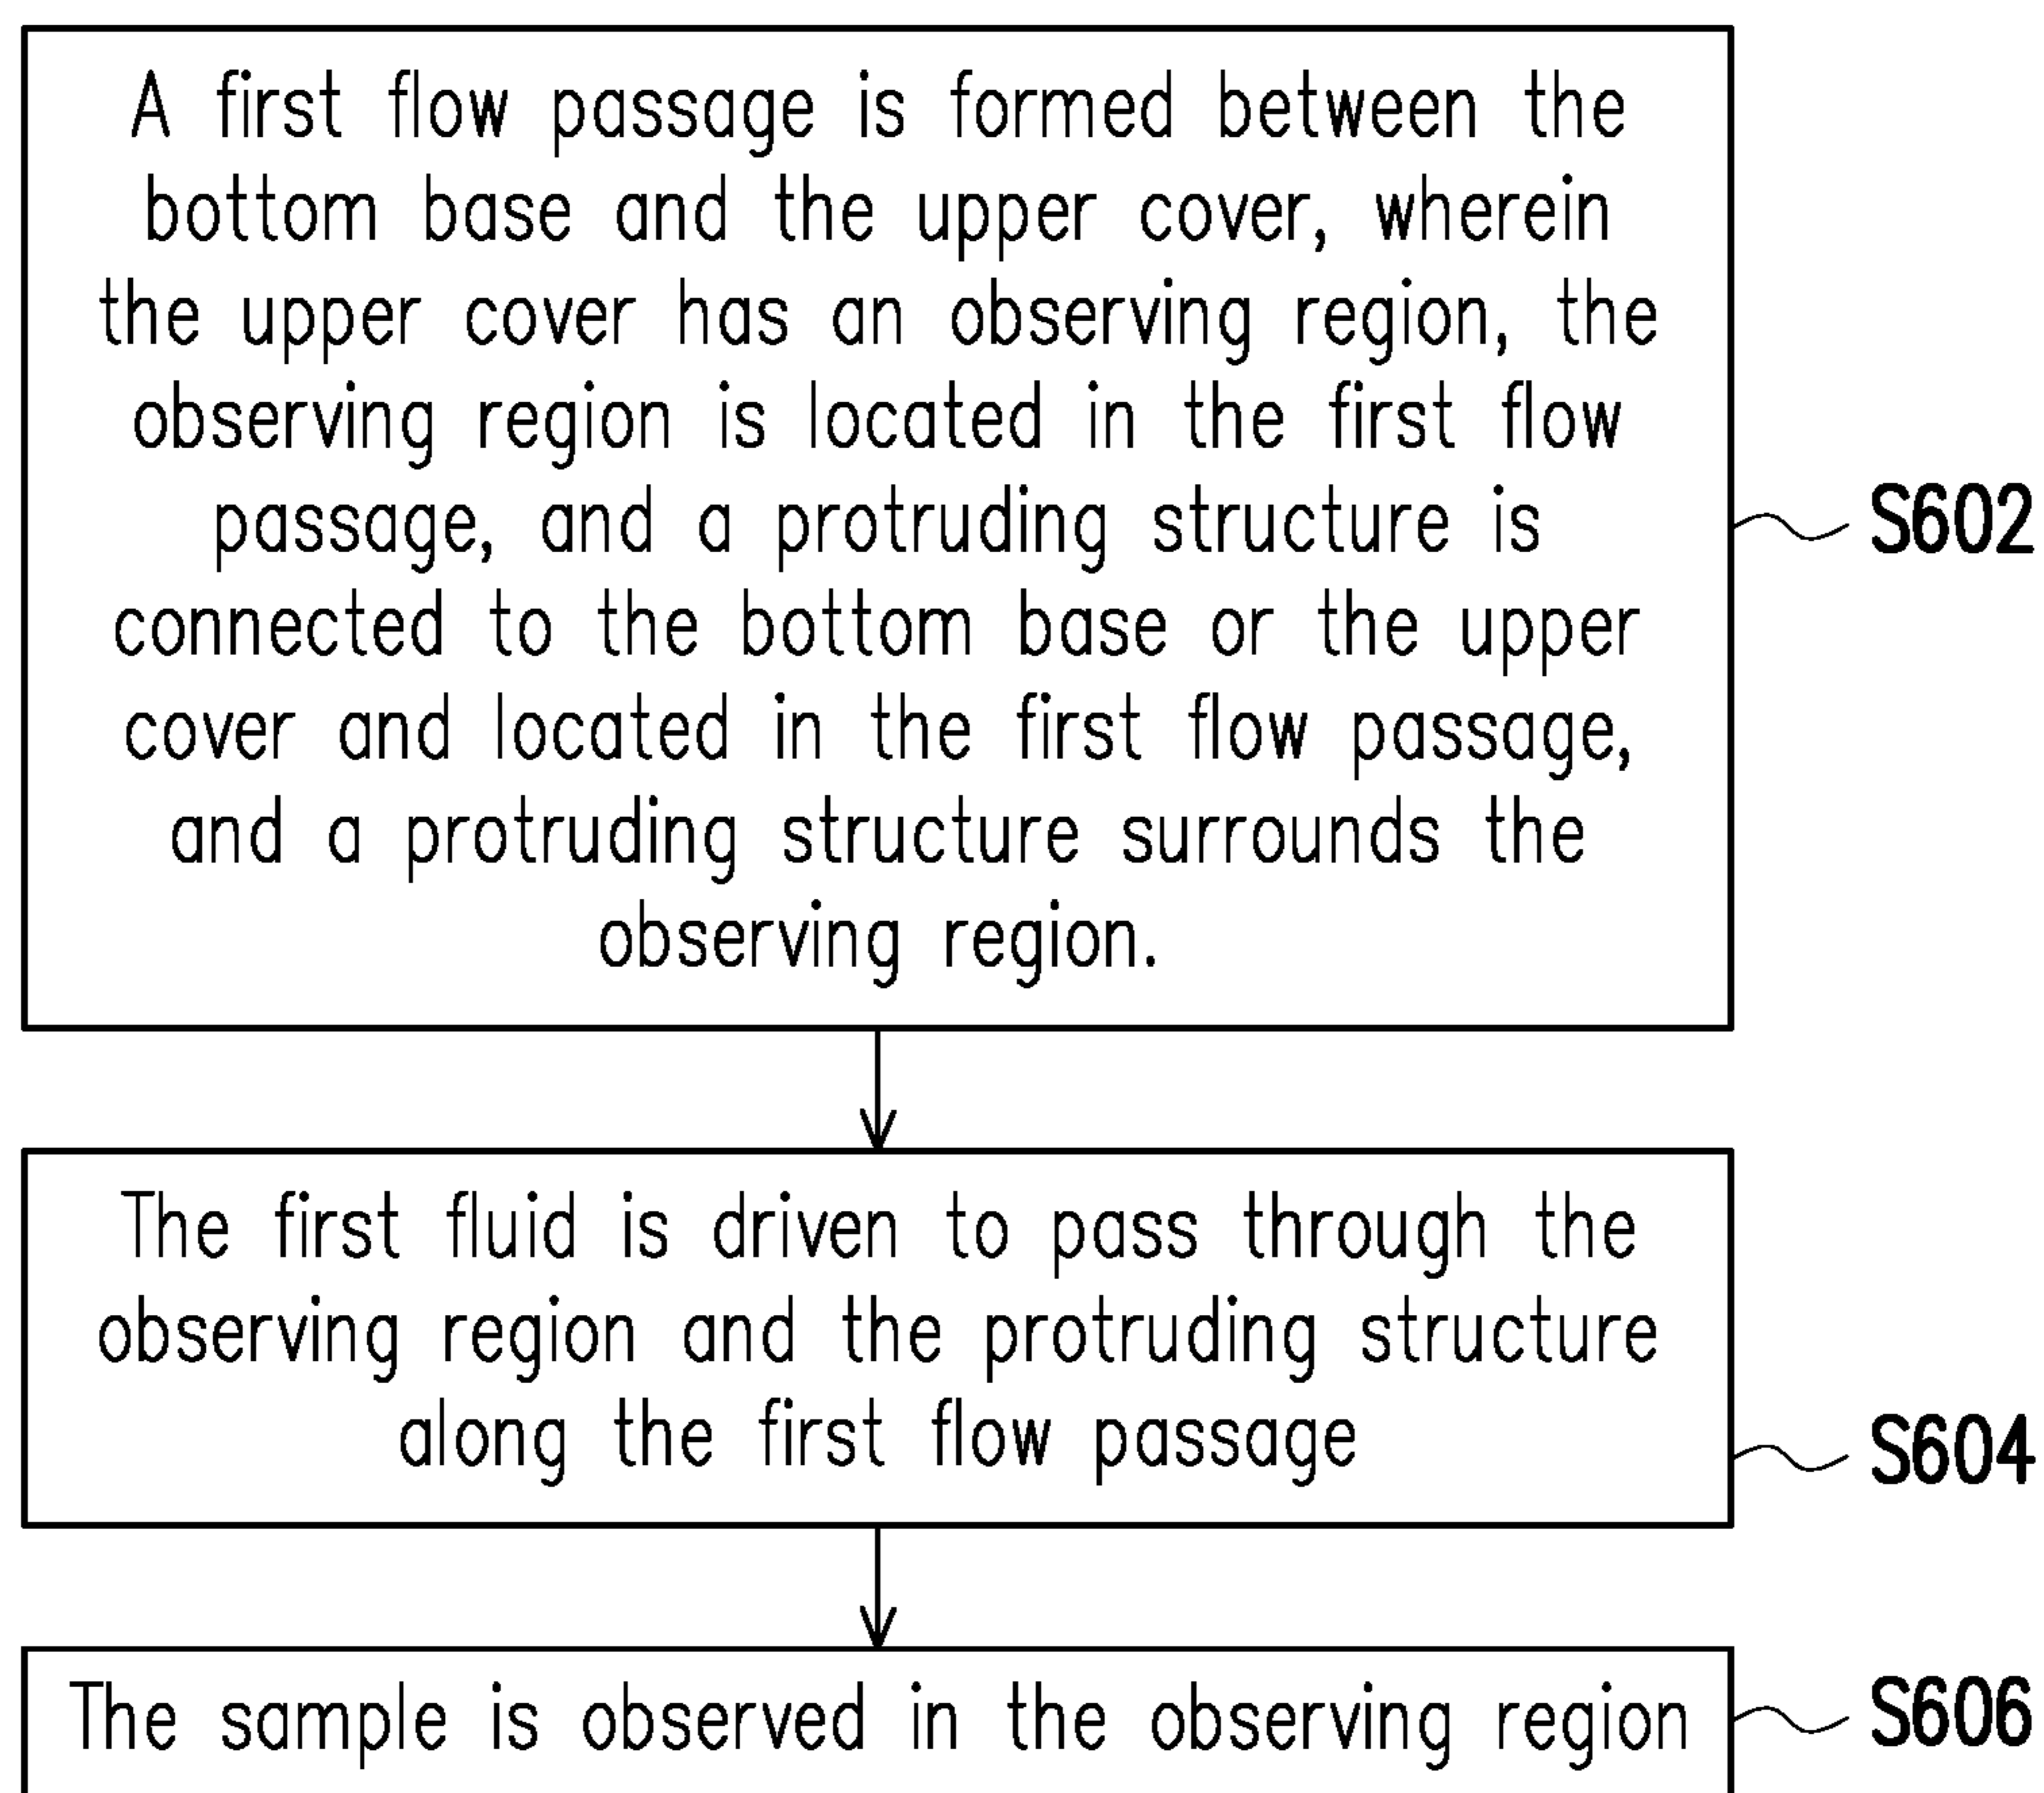 A first flow passage is formed between the
bottom base and the upper cover, wherein
the upper cover has an observing region, the
observing region is located in the first flow
passage, and a protruding structure is
connected to the bottom base or the upper
cover and located in the first flow passage,
and a protruding structure surrounds the
observing region.
S602
The first fluid is driven to pass through the
observing region and the protruding structure
along the first flow passage
S604
The sample is observed in the observing region
S606